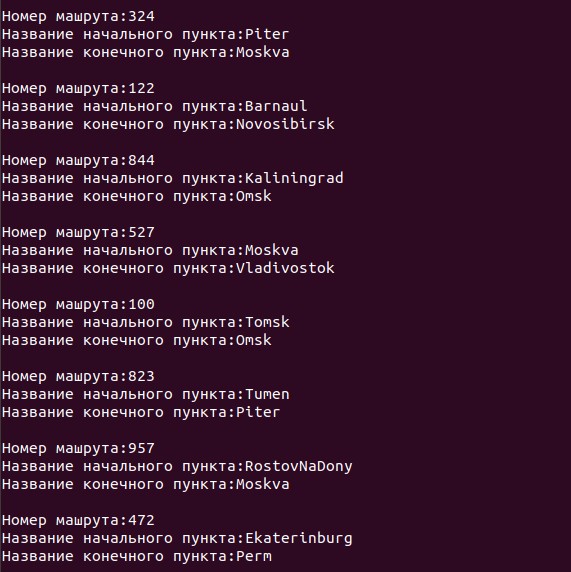 Номер машрута:324
Название начального пункта:Piter
Название конечного пункта:Moskva
Номер машрута:122
Название начального пункта:Barnaul
Название конечного пункта:Novosibirsk
Номер машрута:844
Название начального пункта:Kaliningrad
Название конечного пункта:Omsk
Номер машрута:527
Название начального пункта:Moskva
Название конечного пункта:Vladivostok
Номер машрута:100
Название начального пункта:Tomsk
Название конечного пункта:Omsk
Номер машрута:823
Название начального пункта:Tumen
Название конечного пункта:Piter
Номер машрута:957
Название начального пункта:RostovNaDony
Название конечного пункта:Moskva
Номер машрута:472
Название начального пункта:Ekaterinburg
Название конечного пункта:Perm